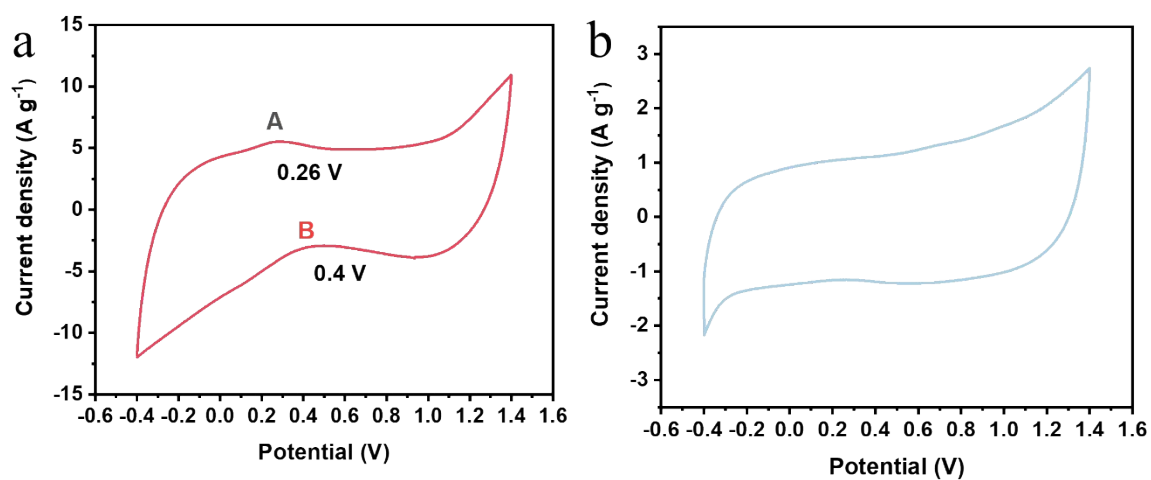 a
Current density (A g-1)
15
10
5
0
-5
-10
-15
A
0.26 V
B
0.4 V
-0.6 -0.4 -0.2 0.0 0.2 0.4 0.6 0.8 1.0 1.2 1.4 1.6
Potential (V)
b
Current density (A g-1)
3
2
1
0
-1
-2
-3
-0.6 -0.4 -0.2 0.0 0.2 0.4 0.6 0.8 1.0 1.2 1.4 1.6
Potential (V)